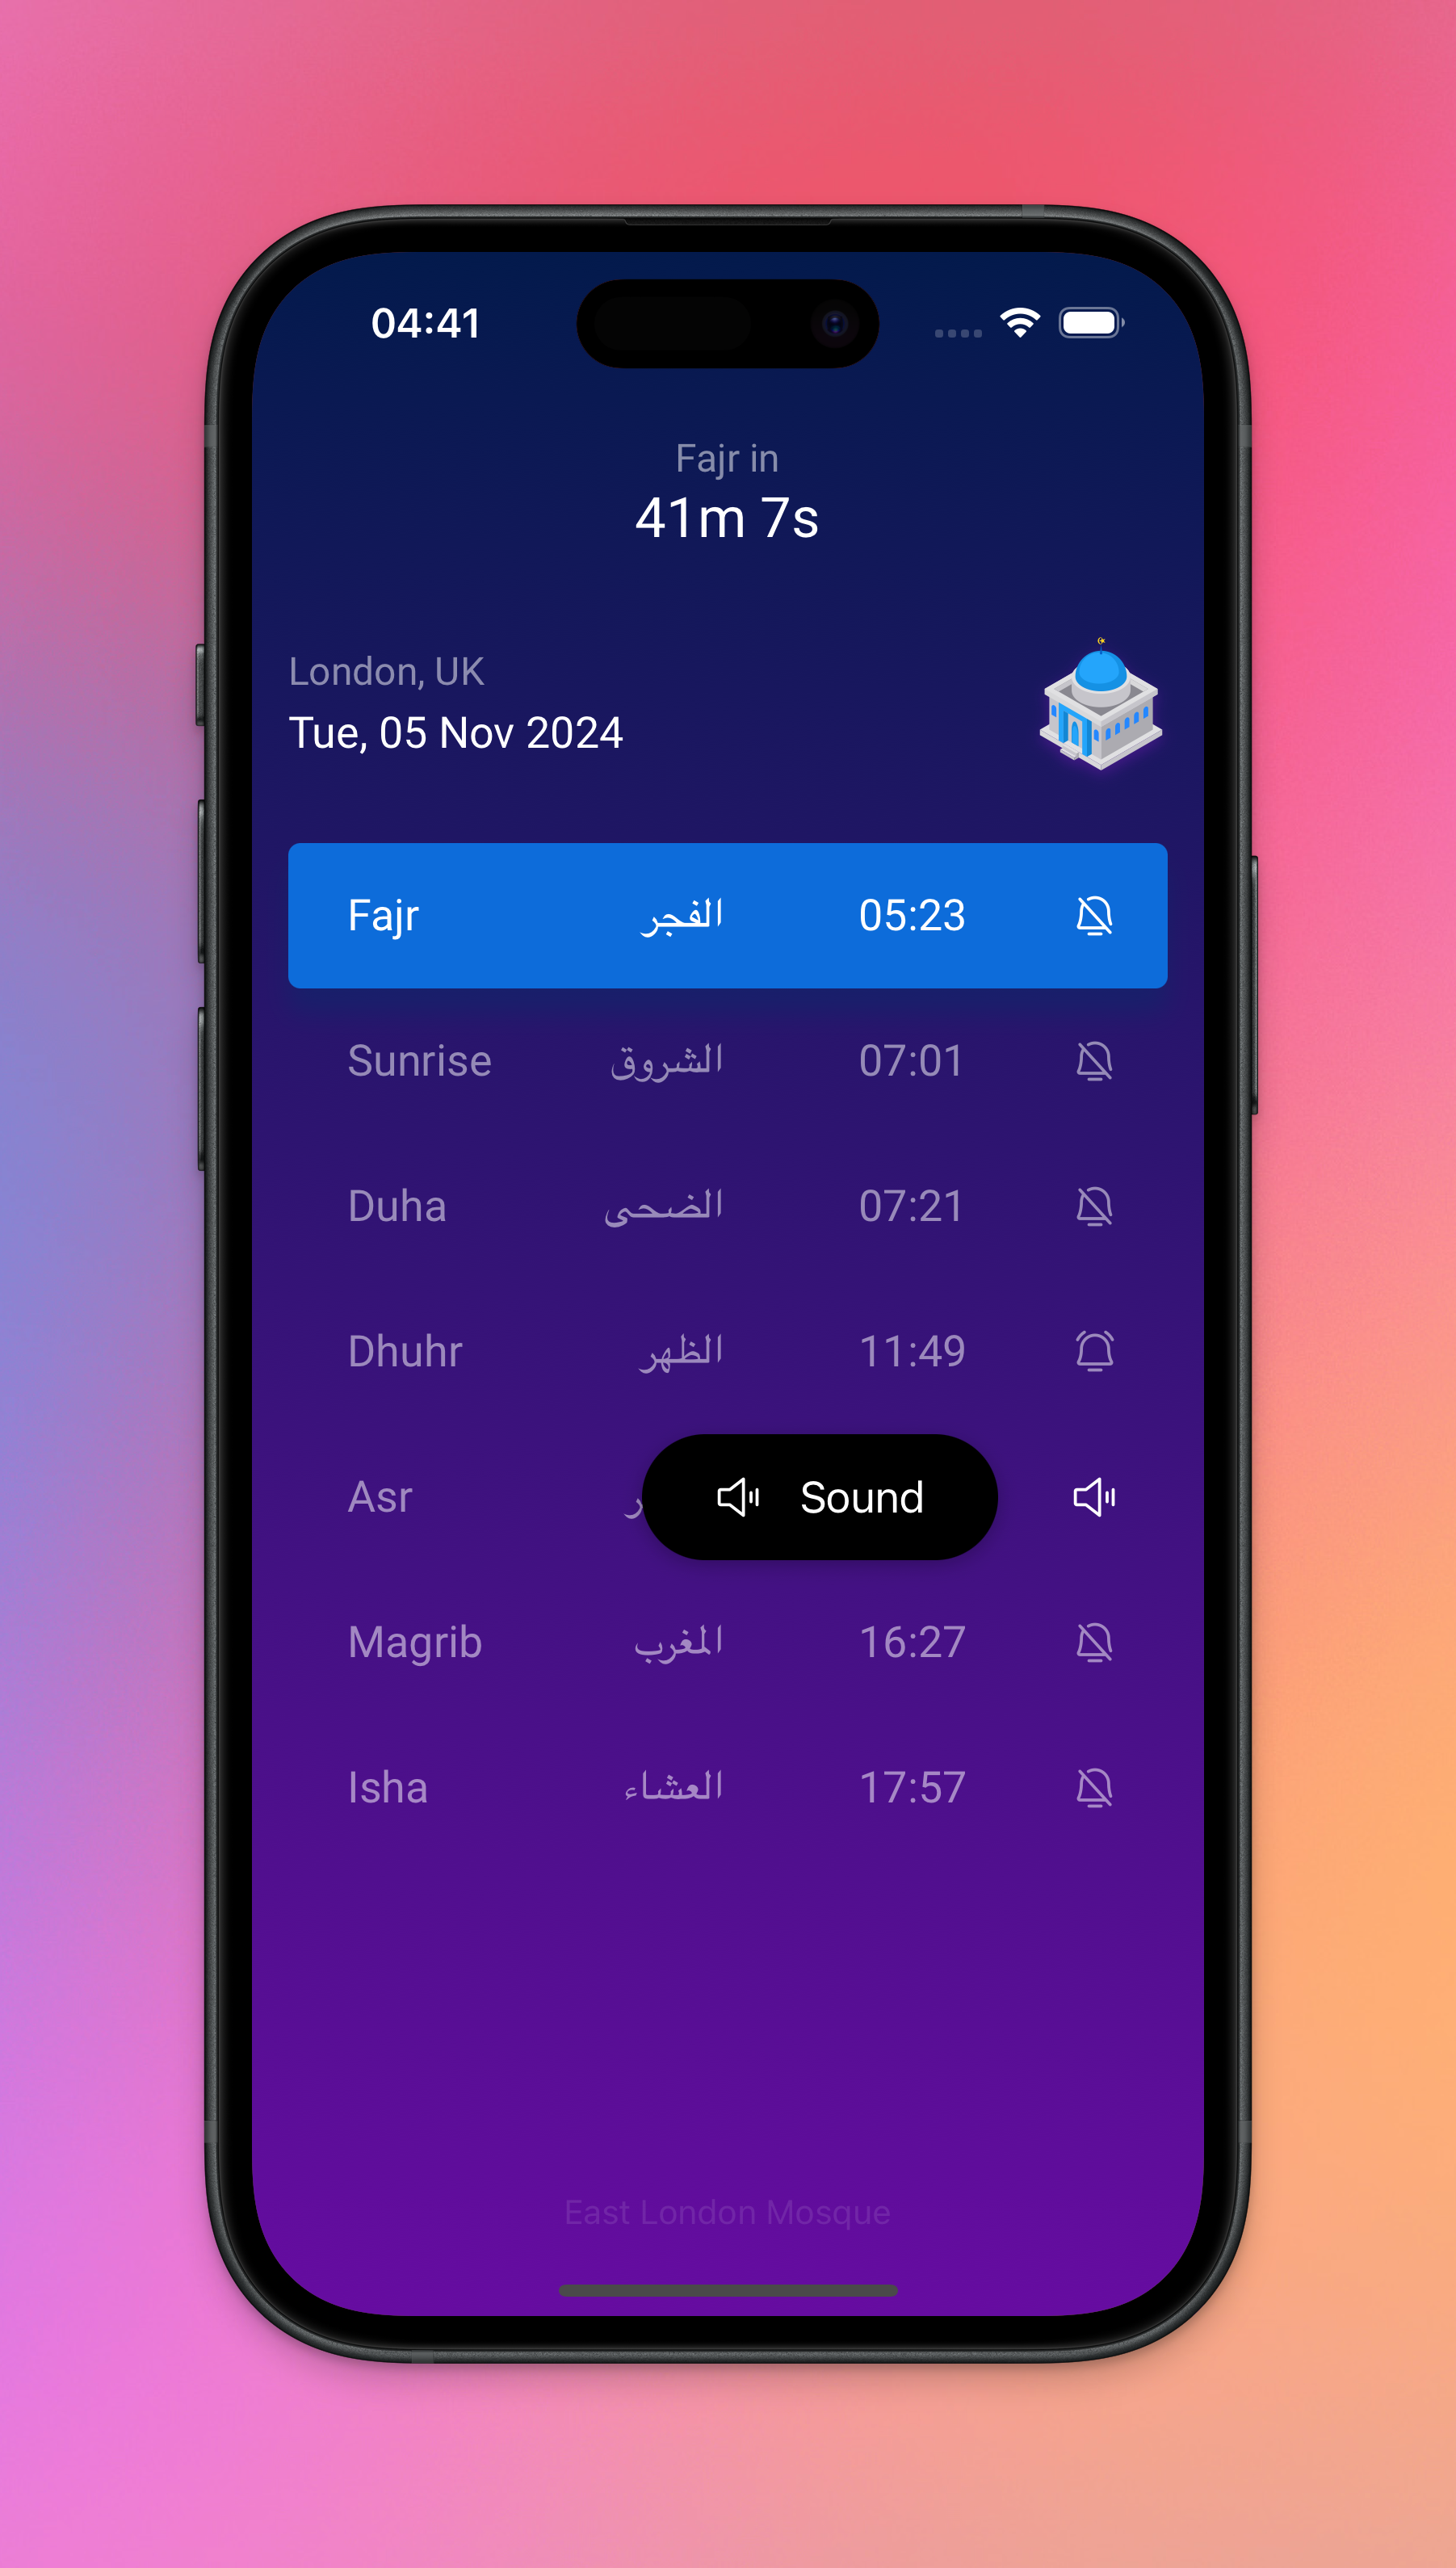 04:41
Fajr in
41m 7s
London, UK
Tue, 05 Nov 2024
Fajr الفجر 05:23
Sunrise الشروق 07:01
Duha الضحى 07:21
Dhuhr الظهر 11:49
Asr Sound
Magrib المغرب 16:27
Isha العشاء 17:57
East London Mosque